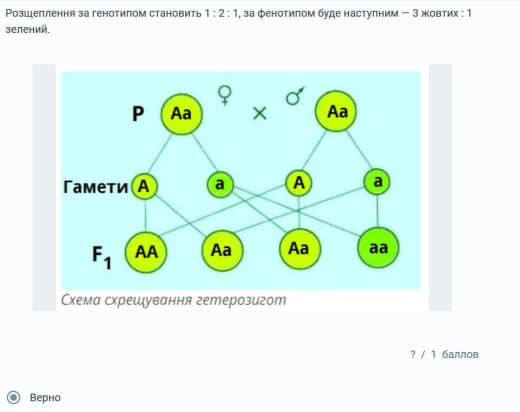 Розщеплення за генотипом становить 1 : 2 : 1, за фенотипом буде наступним — 3 жовтих : 1
зелений.
P Aa ♀ × ♂ Aa
Гамети A a A a
F₁ AA Aa Aa aa
Схема схрещування гетерозигот
? / 1 баллов
Верно